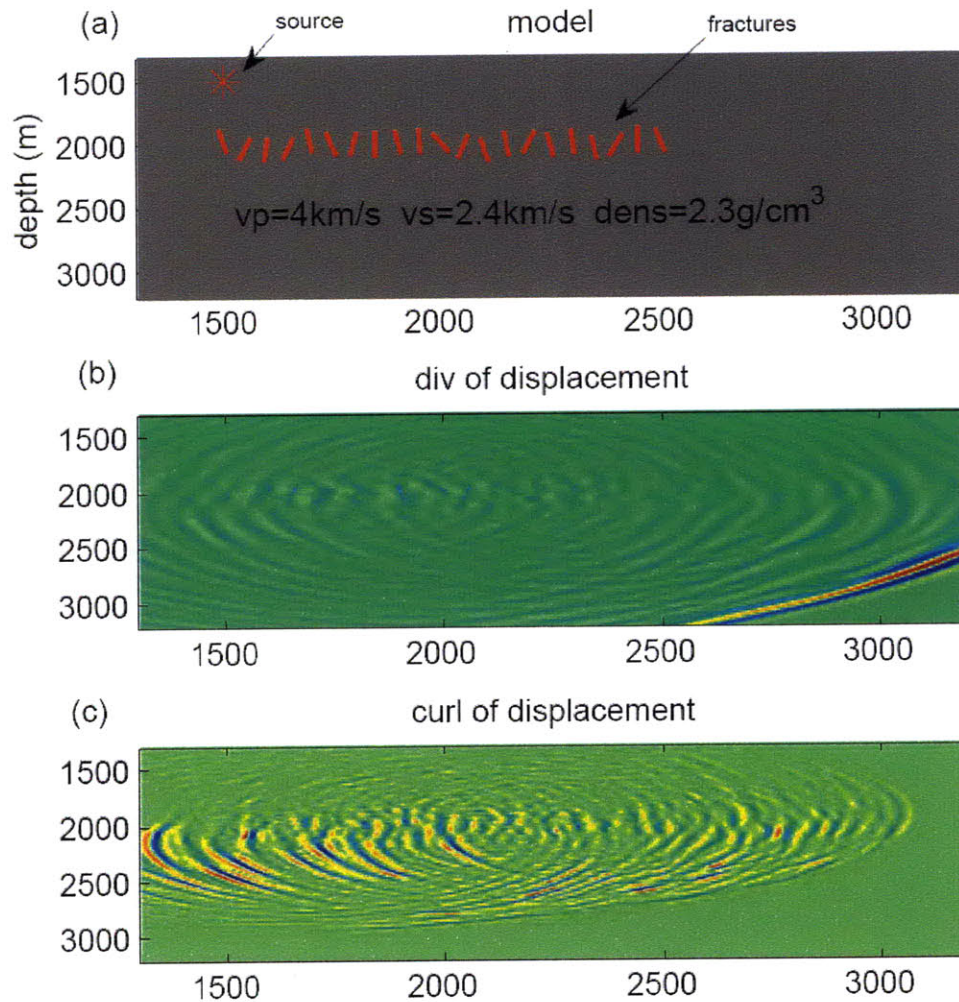 (a)
source
model
fractures
depth (m)
1500
2000
2500
3000
vp=4km/s vs=2.4km/s dens=2.3g/cm³
1500 2000 2500 3000
(b)
div of displacement
1500
2000
2500
3000
1500 2000 2500 3000
(c)
curl of displacement
1500
2000
2500
3000
1500 2000 2500 3000